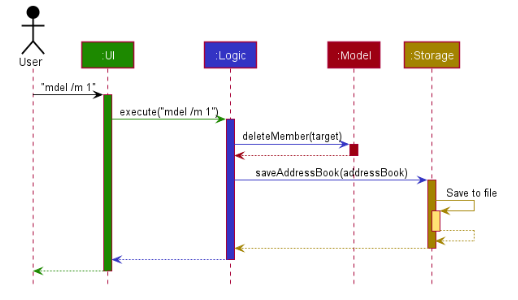 User
:UI
:Logic
:Model
:Storage
"mdel /m 1"
execute("mdel /m 1")
deleteMember(target)
saveAddressBook(addressBook)
Save to file